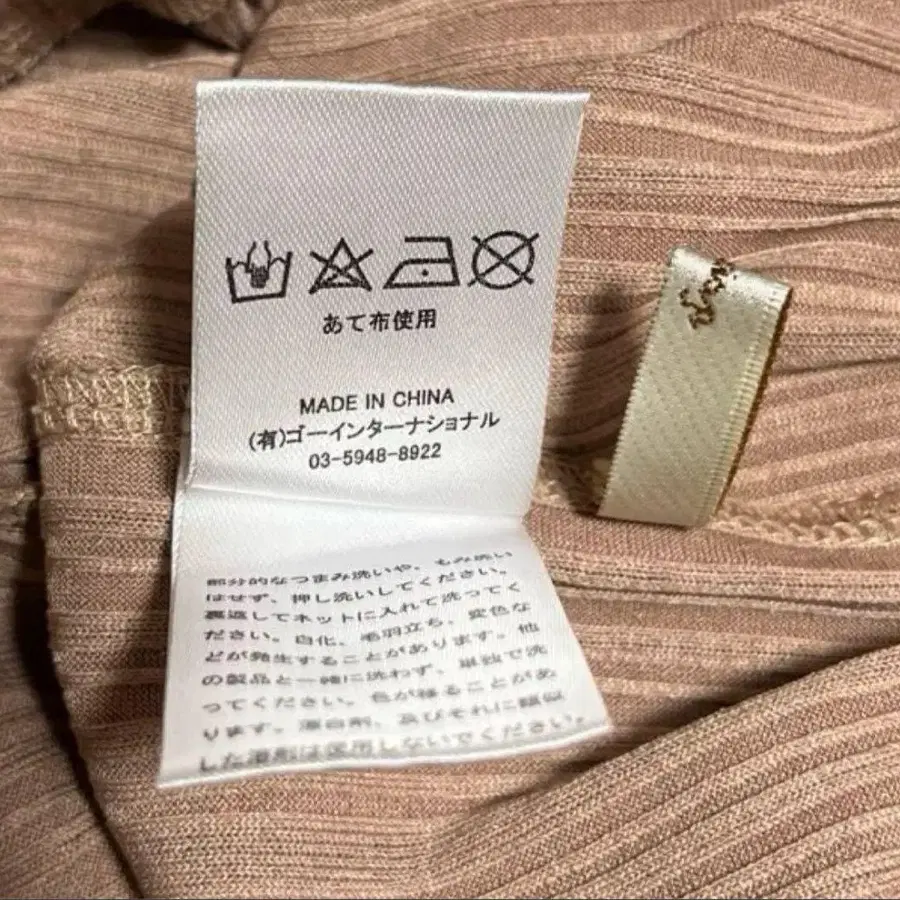 あて布使用
MADE IN CHINA
(有)ゴーインターナショナル
03-5948-8922
部分的なつまみ洗いや、もみ洗い
はせず、押し洗いしてください。
裏返してネットに入れて洗ってく
ださい。白化、毛羽立ち、変色な
どが発生することがあります。他
の製品と一緒に洗わず、単独で洗
ってください。色が移ることがあ
ります。漂白剤、及びそれに類似
した
しないでください。